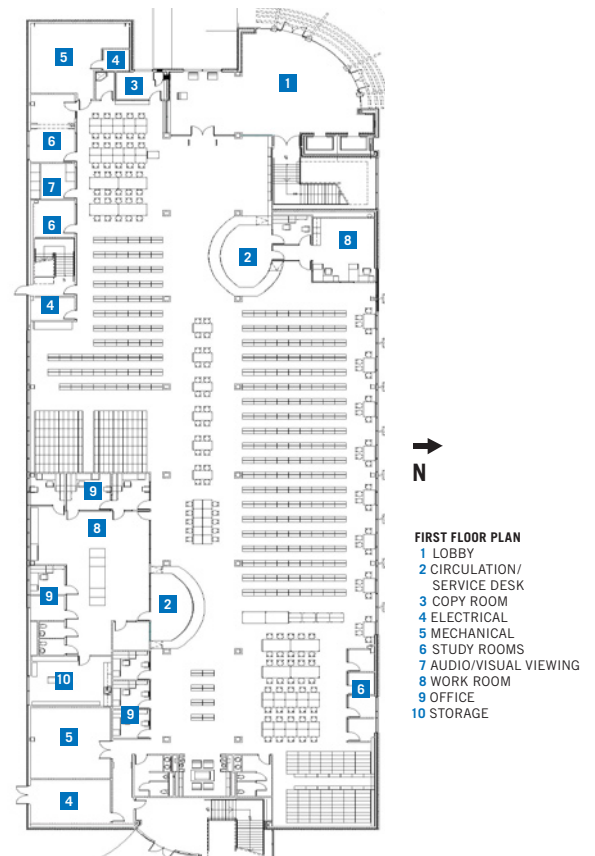 5
4
3
1
6
7
6
2
8
4
9
8
9
2
10
6
9
5
4
N
FIRST FLOOR PLAN
1 LOBBY
2 CIRCULATION/
SERVICE DESK
3 COPY ROOM
4 ELECTRICAL
5 MECHANICAL
6 STUDY ROOMS
7 AUDIO/VISUAL VIEWING
8 WORK ROOM
9 OFFICE
10 STORAGE